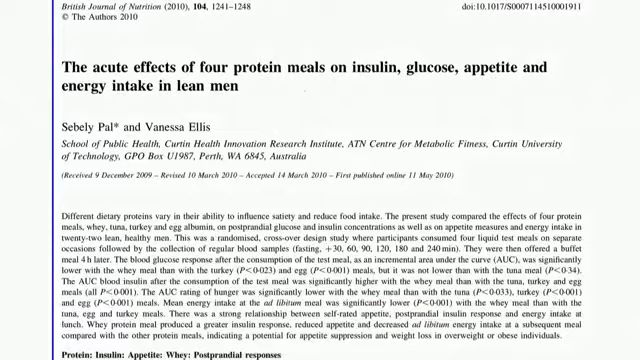 British Journal of Nutrition (2010), 104, 1241–1248
doi:10.1017/S0007114510001911
© The Authors 2010
The acute effects of four protein meals on insulin, glucose, appetite and
energy intake in lean men
Sebely Pal* and Vanessa Ellis
School of Public Health, Curtin Health Innovation Research Institute, ATN Centre for Metabolic Fitness, Curtin University
of Technology, GPO Box U1987, Perth, WA 6845, Australia
(Received 9 December 2009 – Revised 10 March 2010 – Accepted 14 March 2010 – First published online 11 May 2010)
Different dietary proteins vary in their ability to influence satiety and reduce food intake. The present study compared the effects of four protein
meals, whey, tuna, turkey and egg albumin, on postprandial glucose and insulin concentrations as well as on appetite measures and energy intake in
twenty-two lean, healthy men. This was a randomised, cross-over design study where participants consumed four liquid test meals on separate
occasions followed by the collection of regular blood samples (fasting, +30, 60, 90, 120, 180 and 240 min). They were then offered a buffet
meal 4 h later. The blood glucose response after the consumption of the test meal, as an incremental area under the curve (AUC), was significantly
lower with the whey meal than with the turkey (P<0·023) and egg (P<0·001) meals, but it was not lower than with the tuna meal (P<0·34).
The AUC blood insulin after the consumption of the test meal was significantly higher with the whey meal than with the tuna, turkey and egg
meals (all P<0·001). The AUC rating of hunger was significantly lower with the whey meal than with the tuna (P<0·033), turkey (P<0·001)
and egg (P<0·001) meals. Mean energy intake at the ad libitum meal was significantly lower (P<0·001) with the whey meal than with the
tuna, egg and turkey meals. There was a strong relationship between self-rated appetite, postprandial insulin response and energy intake at
lunch. Whey protein meal produced a greater insulin response, reduced appetite and decreased ad libitum energy intake at a subsequent meal
compared with the other protein meals, indicating a potential for appetite suppression and weight loss in overweight or obese individuals.
Protein: Insulin: Appetite: Whey: Postprandial responses